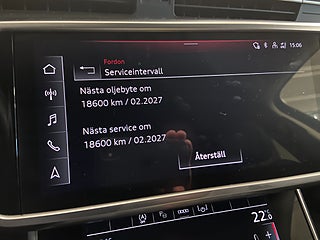 15:06
Fordon
Serviceintervall
Nästa oljebyte om
18600 km / 02.2027
Nästa service om
18600 km / 02.2027
Återställ
22.